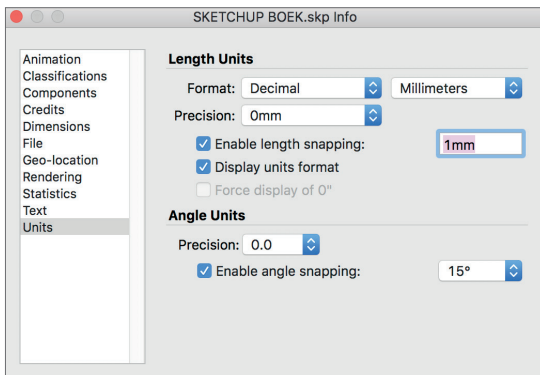 SKETCHUP BOEK.skp Info
Animation
Classifications
Components
Credits
Dimensions
File
Geo-location
Rendering
Statistics
Text
Units
Length Units
Format: Decimal Millimeters
Precision: 0mm
Enable length snapping: 1mm
Display units format
Force display of 0"
Angle Units
Precision: 0.0
Enable angle snapping: 15°